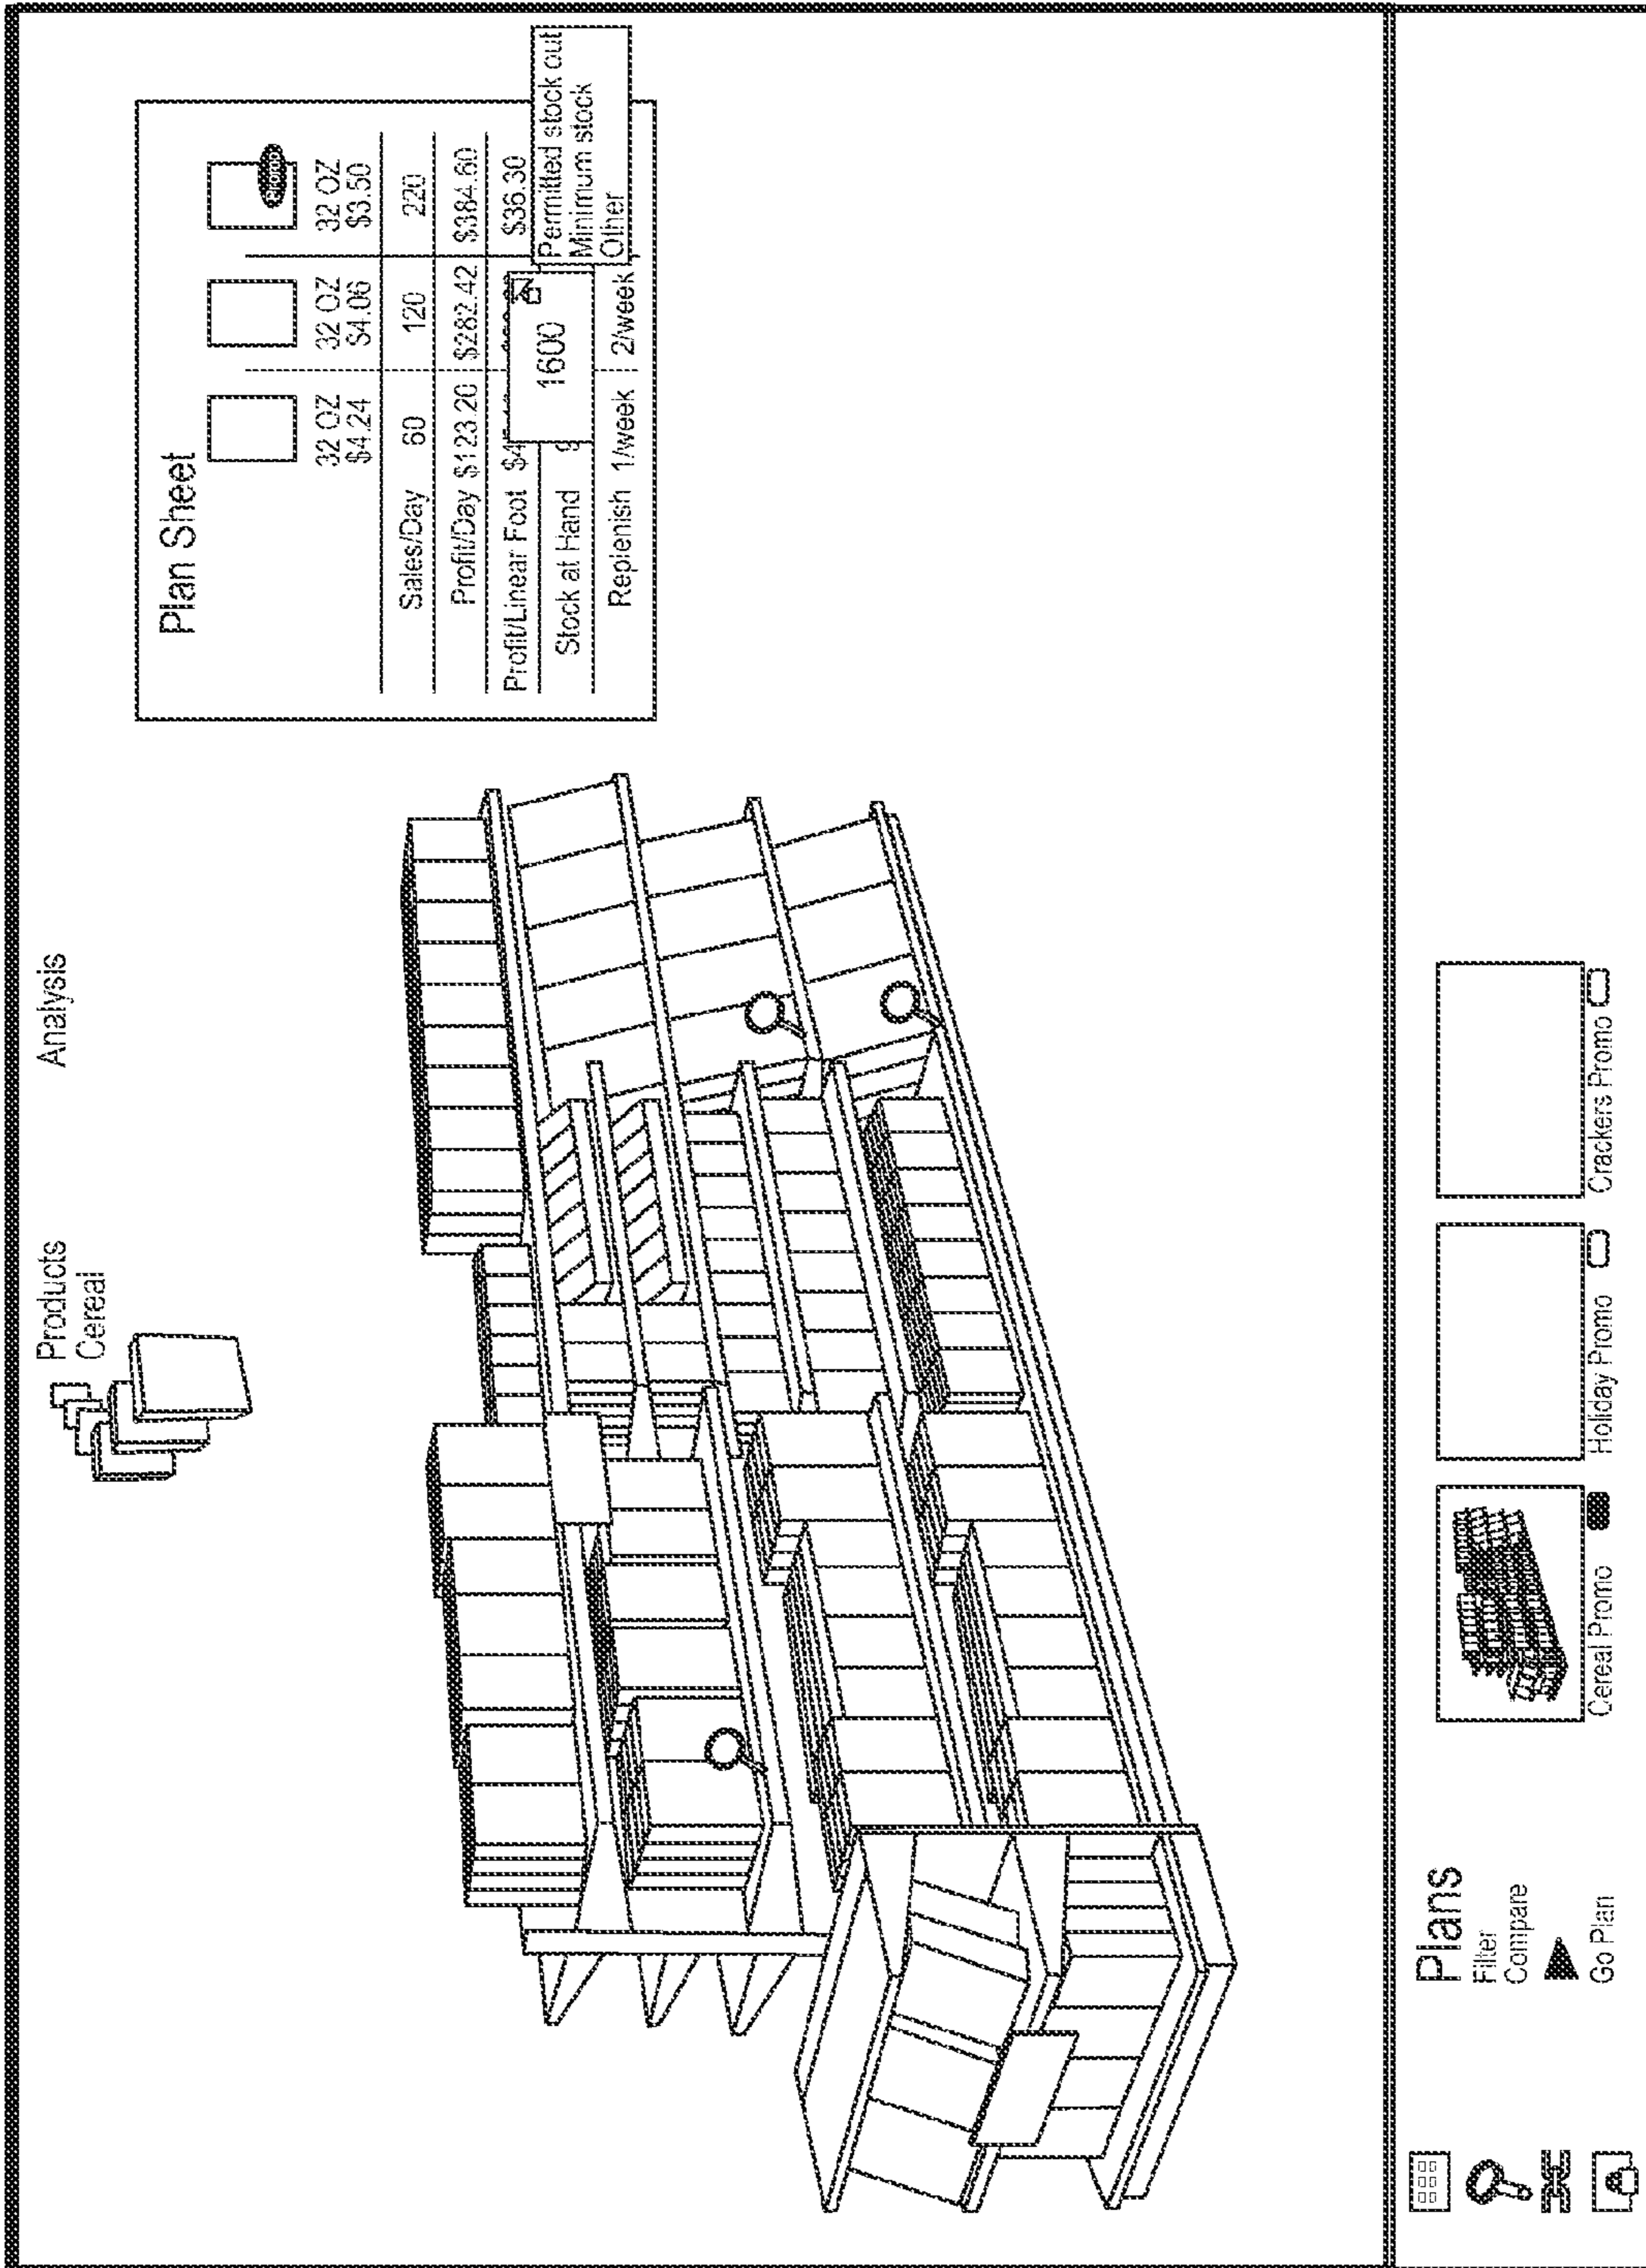 Products
Cereal
Analysis
Plan Sheet
32 OZ 32 OZ 32 OZ
$4.24 $4.06 $3.50
Sales/Day 60 120 220
Profit/Day $123.20 $282.42 $384.60
Profit/Linear Foot $4 $36.30
Stock at Hand 1600
Permitted stock out
Minimum stock
Other
Replenish 1/week 2/week
Plans
Filter
Compare
Go Plan
Cereal Promo
Holiday Promo
Crackers Promo